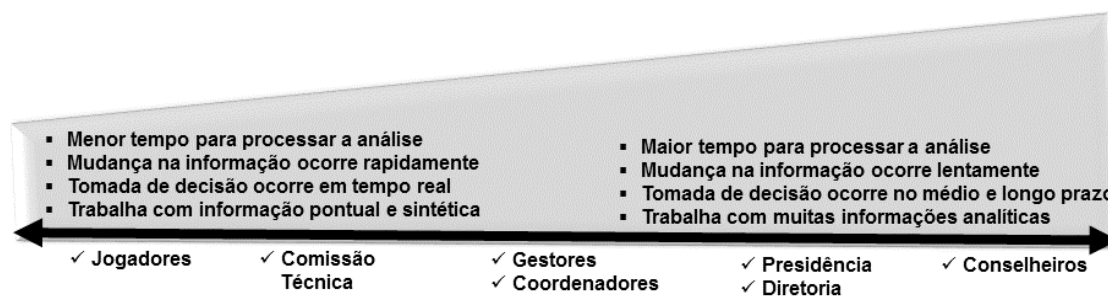 ▪ Menor tempo para processar a análise
▪ Mudança na informação ocorre rapidamente
▪ Tomada de decisão ocorre em tempo real
▪ Trabalha com informação pontual e sintética
▪ Maior tempo para processar a análise
▪ Mudança na informação ocorre lentamente
▪ Tomada de decisão ocorre no médio e longo prazo
▪ Trabalha com muitas informações analíticas
✓ Jogadores
✓ Comissão
Técnica
✓ Gestores
✓ Coordenadores
✓ Presidência
✓ Diretoria
✓ Conselheiros